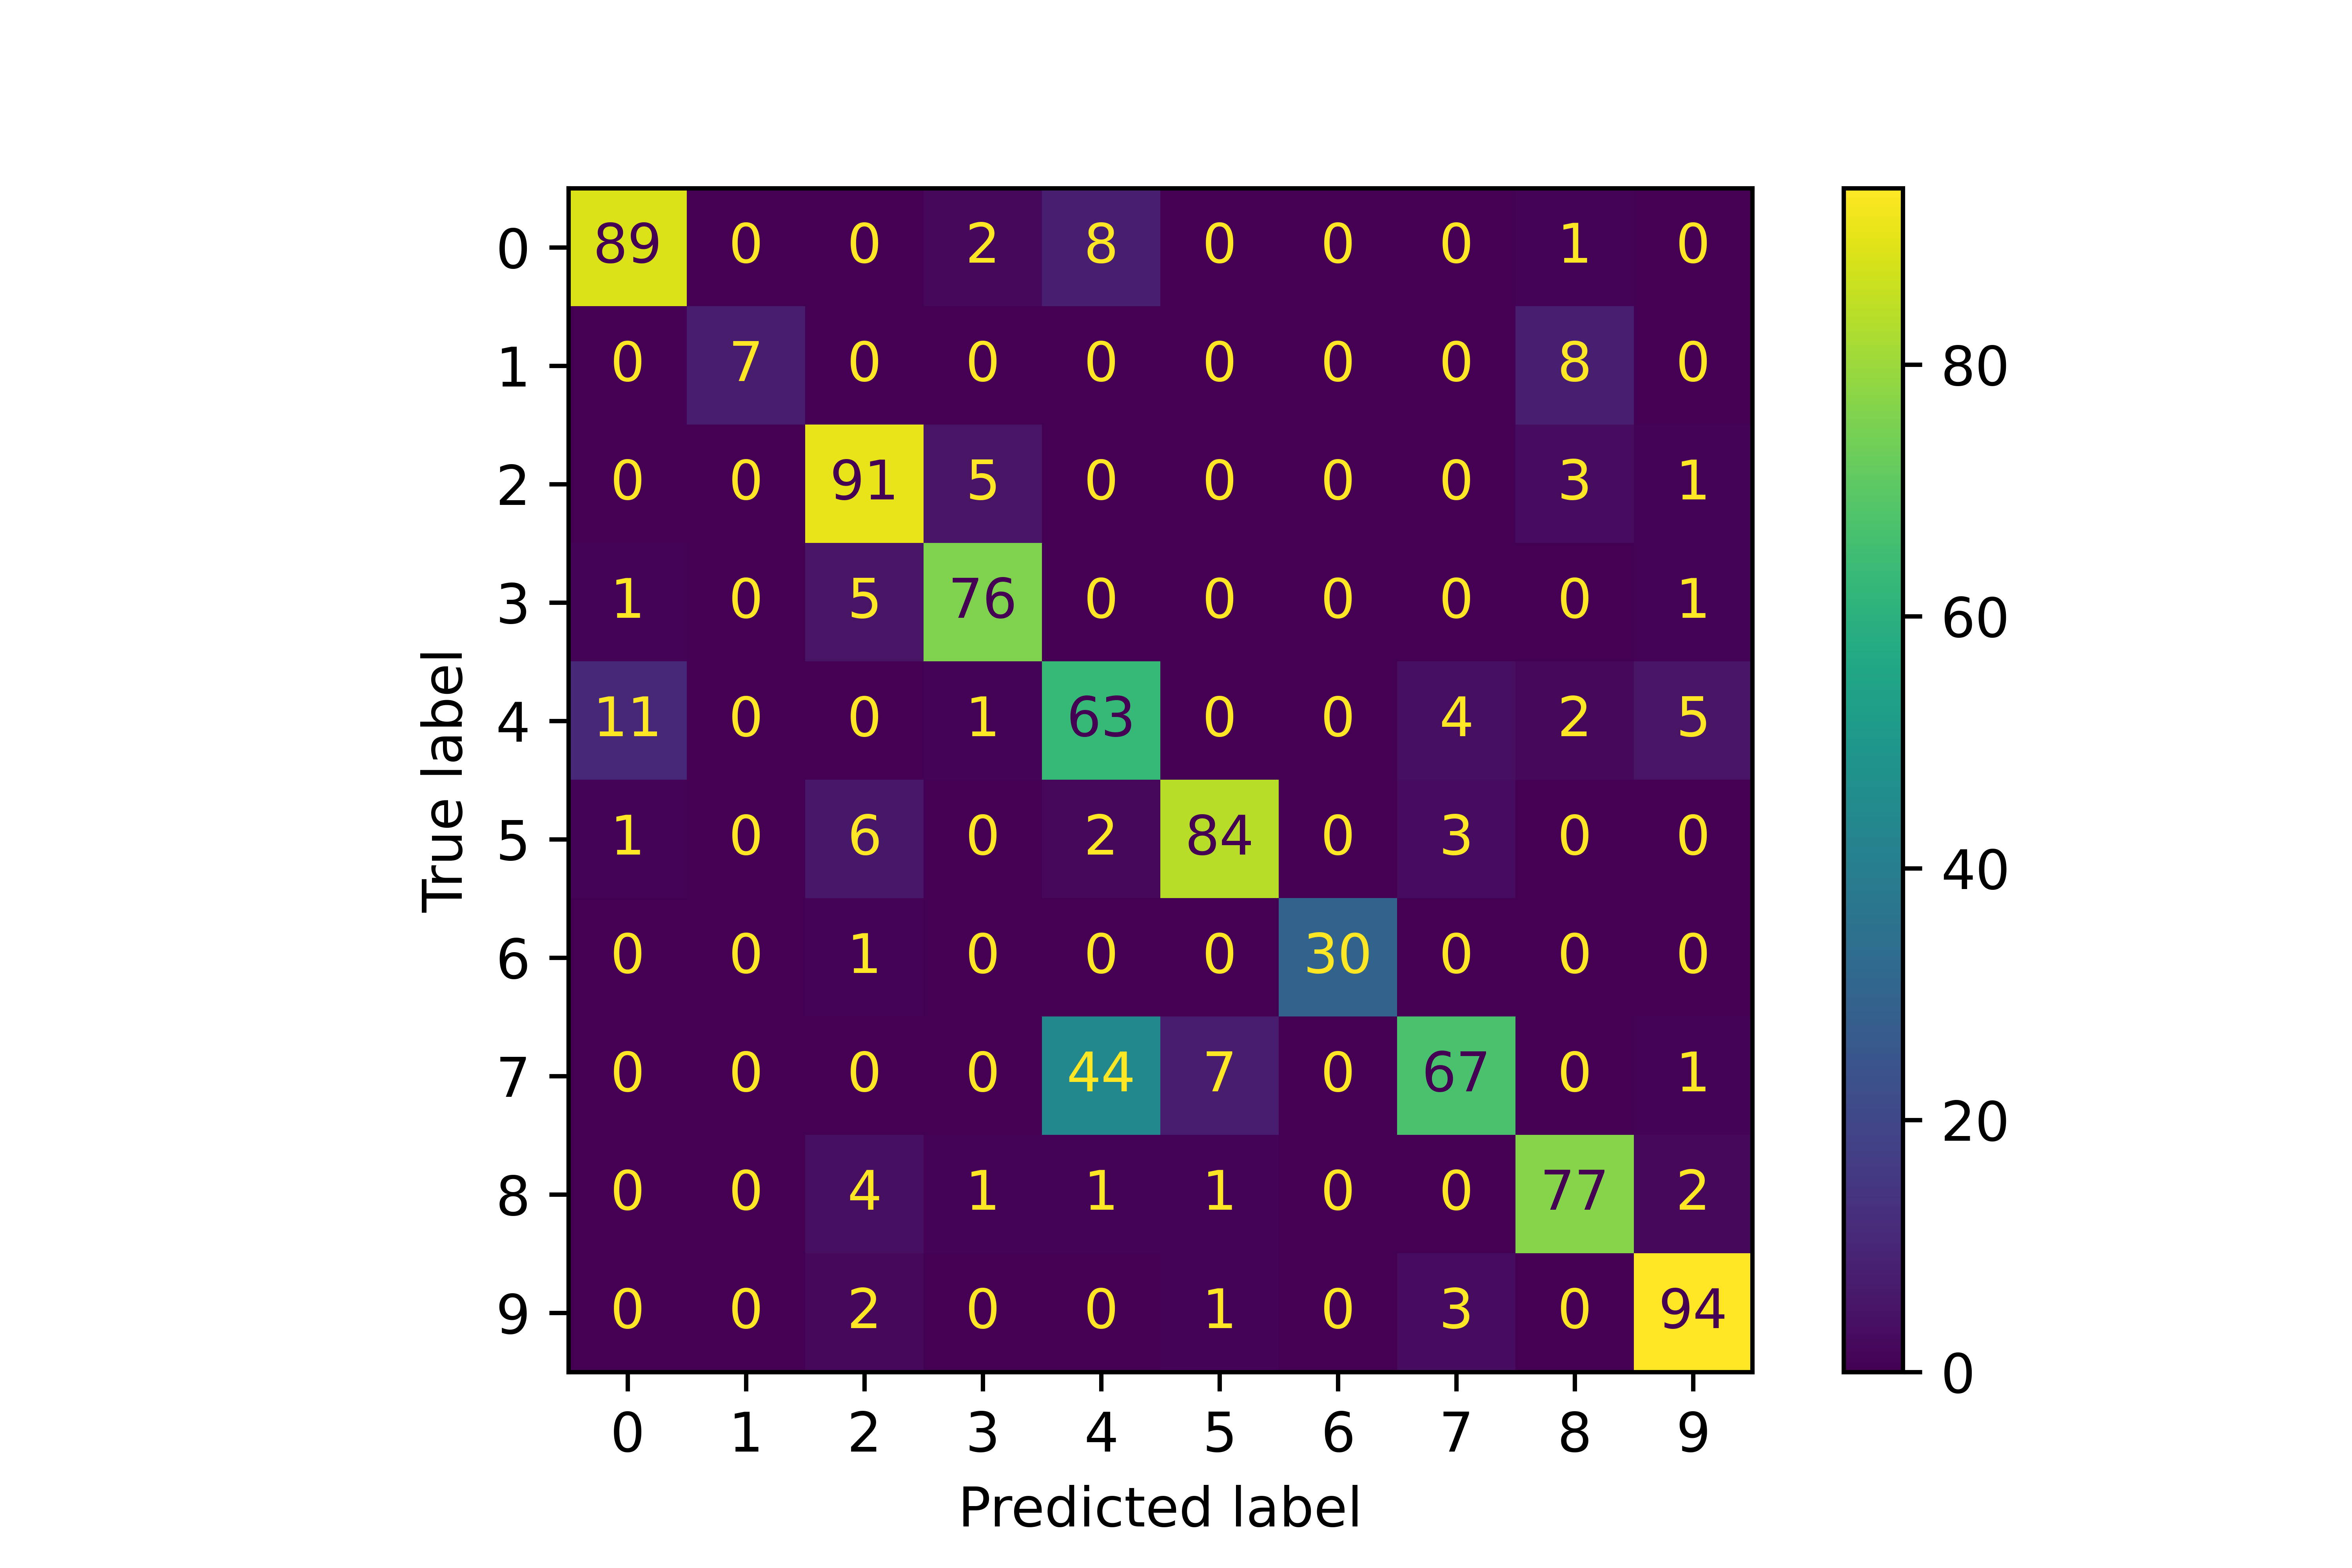 0 89 0 0 2 8 0 0 0 1 0
1 0 7 0 0 0 0 0 0 8 0 80
2 0 0 91 5 0 0 0 0 3 1
3 1 0 5 76 0 0 0 0 0 1 60
4 11 0 0 1 63 0 0 4 2 5
5 1 0 6 0 2 84 0 3 0 0 40
6 0 0 1 0 0 0 30 0 0 0
7 0 0 0 0 44 7 0 67 0 1 20
8 0 0 4 1 1 1 0 0 77 2
9 0 0 2 0 0 1 0 3 0 94
0
True label
0 1 2 3 4 5 6 7 8 9
Predicted label